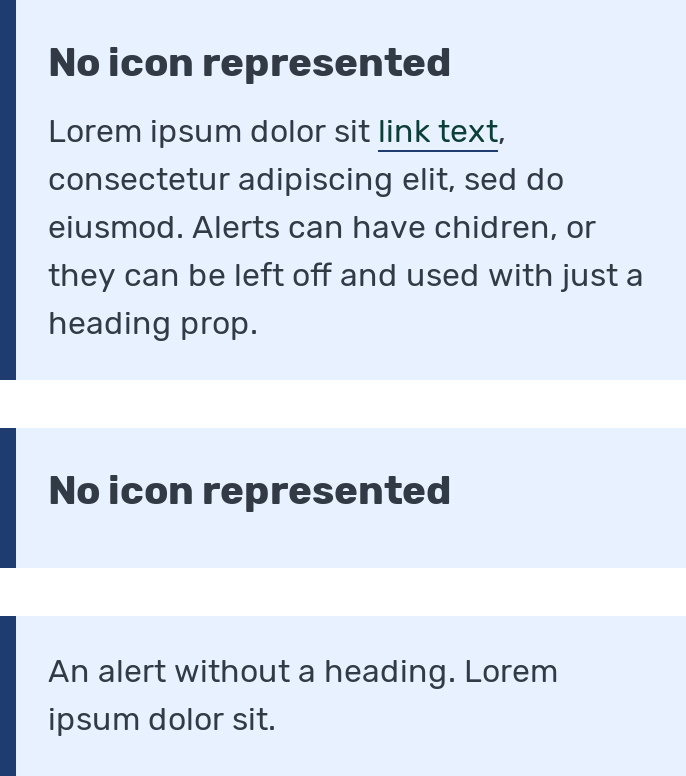 No icon represented
Lorem ipsum dolor sit link text,
consectetur adipiscing elit, sed do
eiusmod. Alerts can have chidren, or
they can be left off and used with just a
heading prop.
No icon represented
An alert without a heading. Lorem
ipsum dolor sit.